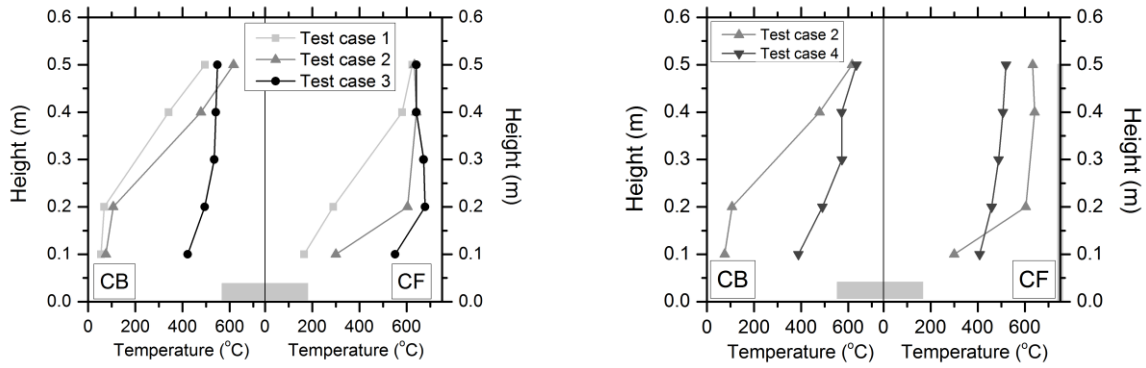 0.6
0.5
0.4
0.3
0.2
0.1
0.0
Height (m)
Test case 1
Test case 2
Test case 3
CB
CF
0 200 400 600 0 200 400 600
Temperature (°C) Temperature (°C)
0.6
0.5
0.4
0.3
0.2
0.1
0.0
Height (m)
0.6
0.5
0.4
0.3
0.2
0.1
0.0
Height (m)
Test case 2
Test case 4
CB
CF
0 200 400 600 0 200 400 600
Temperature (°C) Temperature (°C)
0.6
0.5
0.4
0.3
0.2
0.1
0.0
Height (m)